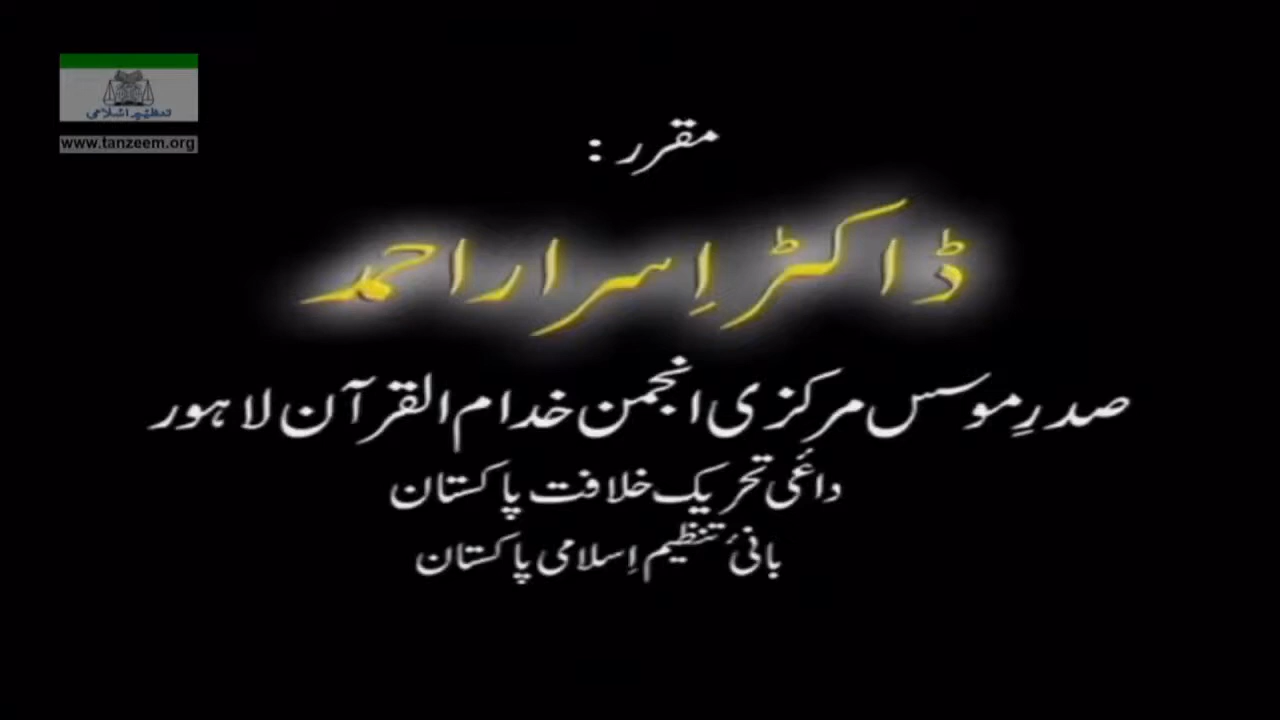 تنظیم اسلامی
www.tanzeem.org
مقرر :
ڈاکٹر اِسرار احمد
صدرِ موسس مرکزی انجمن خدام القرآن لاہور
داعئی تحریک خلافت پاکستان
بانئ تنظیم اِسلامی پاکستان